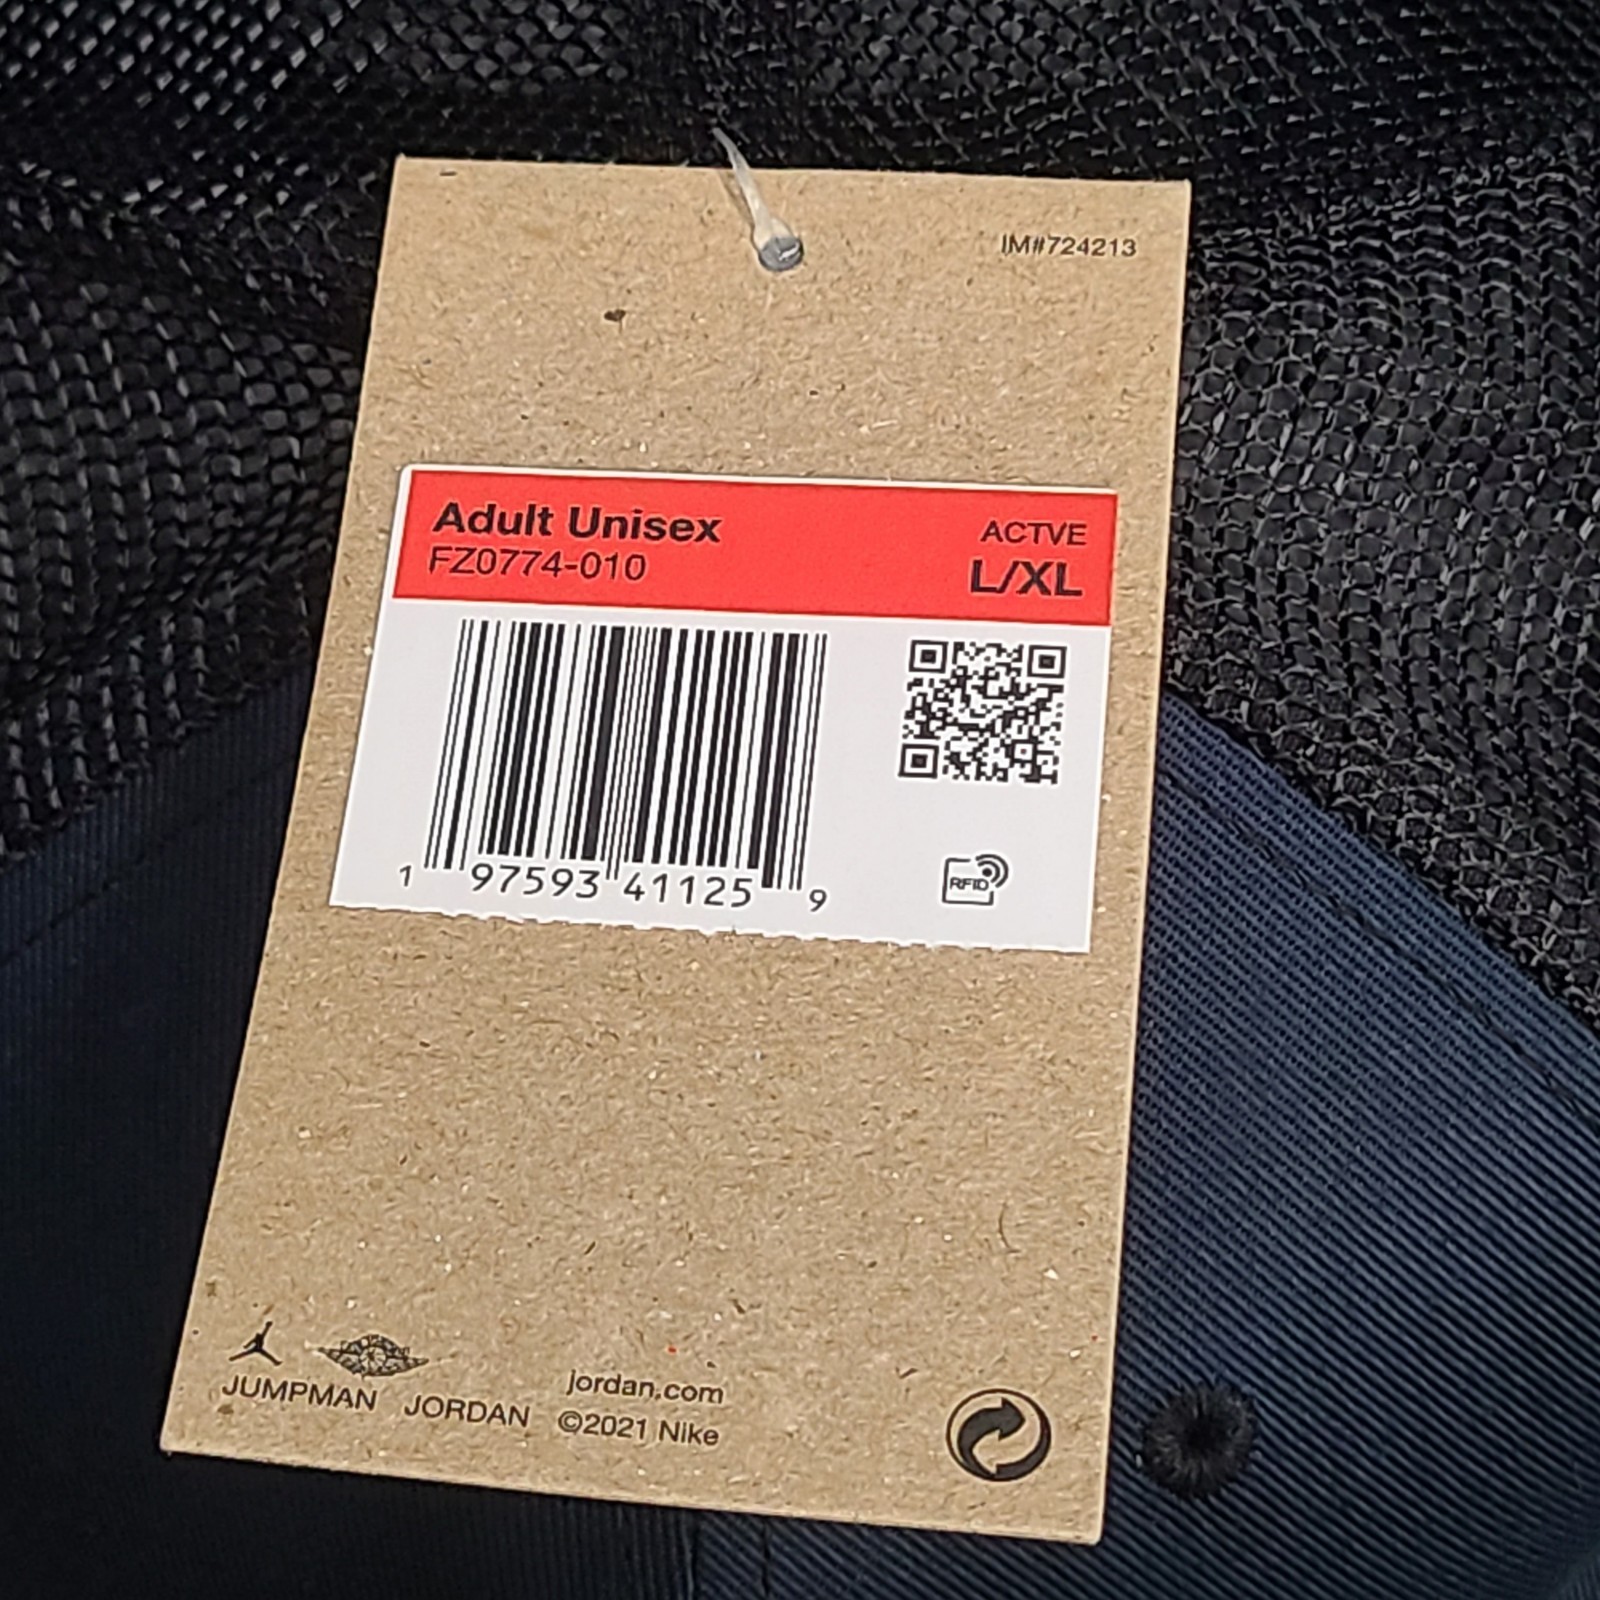 IM#724213
Adult Unisex
FZ0774-010
ACTVE
L/XL
1 97593 41125 9
RFID
JUMPMAN JORDAN
jordan.com
©2021 Nike